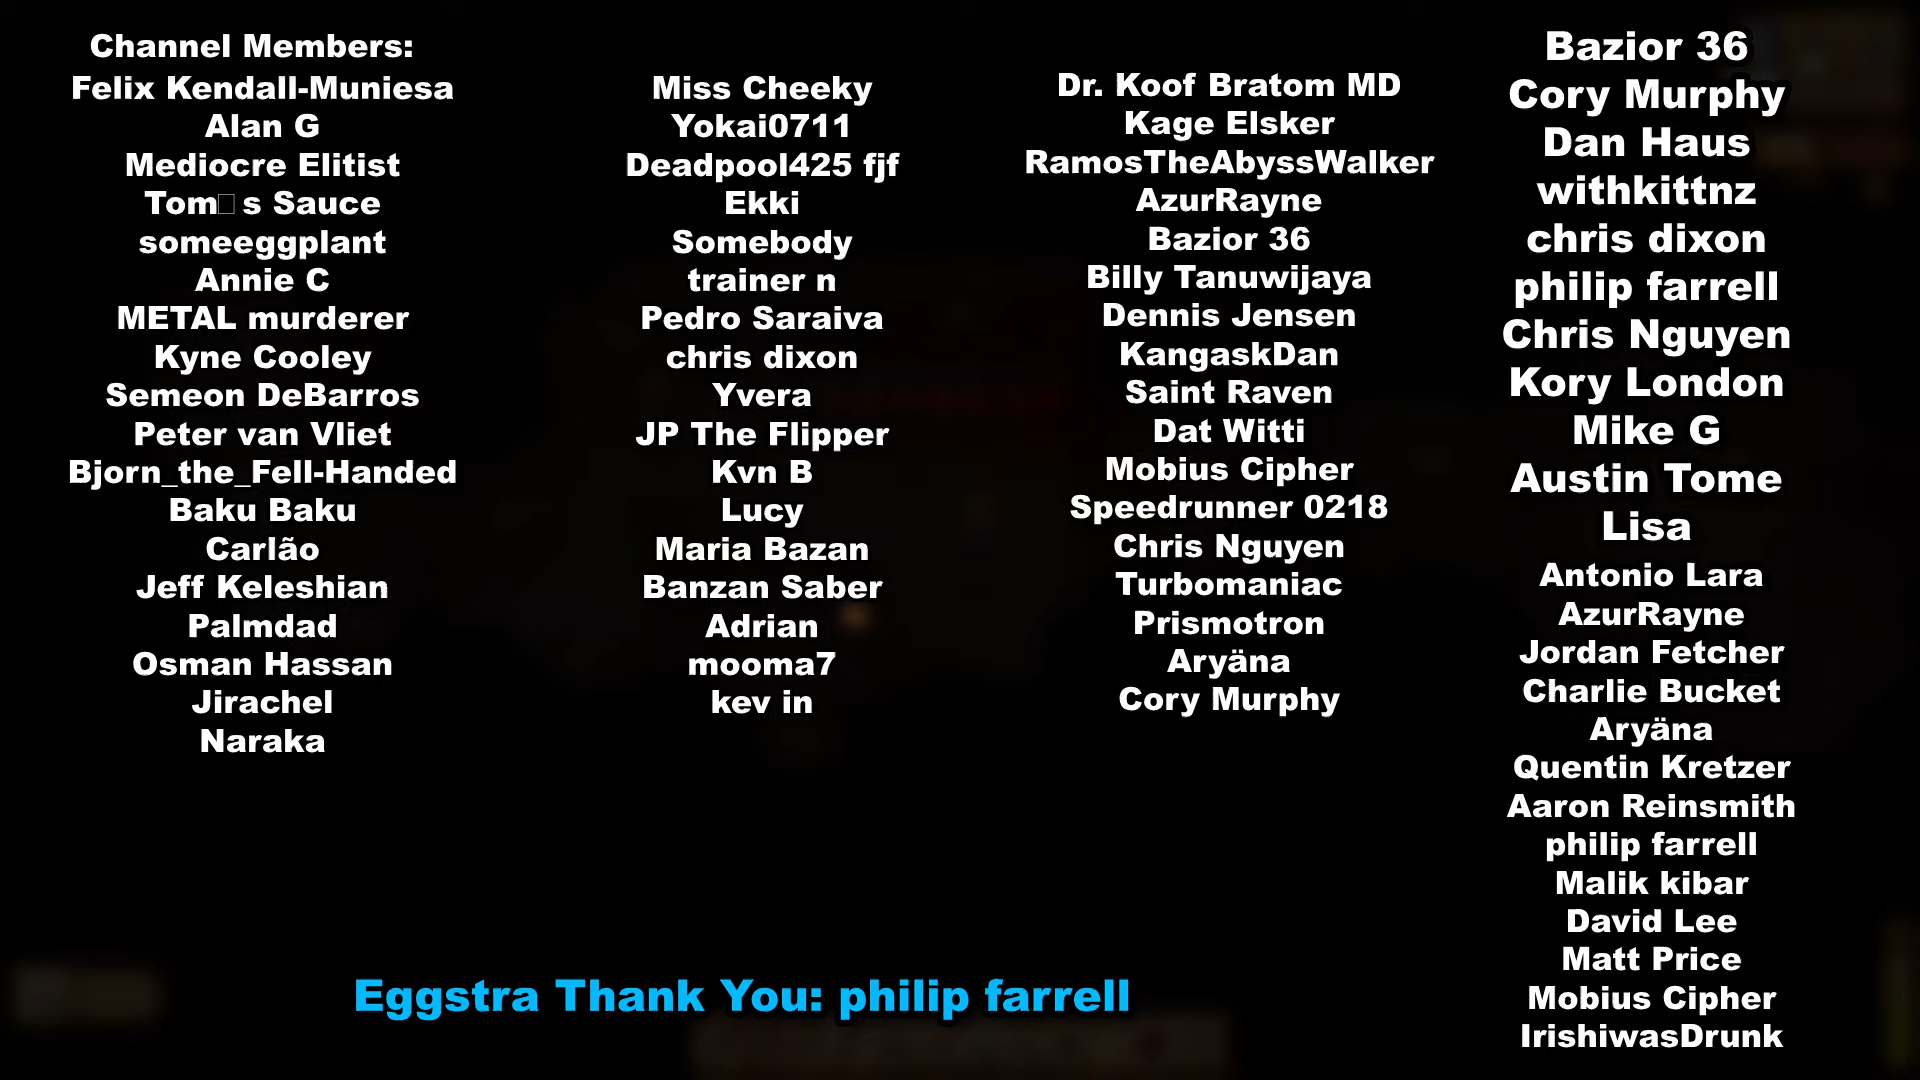 Channel Members:
Felix Kendall-Muniesa
Alan G
Mediocre Elitist
Tom□s Sauce
someeggplant
Annie C
METAL murderer
Kyne Cooley
Semeon DeBarros
Peter van Vliet
Bjorn_the_Fell-Handed
Baku Baku
Carlão
Jeff Keleshian
Palmdad
Osman Hassan
Jirachel
Naraka
Miss Cheeky
Yokai0711
Deadpool425 fjf
Ekki
Somebody
trainer n
Pedro Saraiva
chris dixon
Yvera
JP The Flipper
Kvn B
Lucy
Maria Bazan
Banzan Saber
Adrian
mooma7
kev in
Dr. Koof Bratom MD
Kage Elsker
RamosTheAbyssWalker
AzurRayne
Bazior 36
Billy Tanuwijaya
Dennis Jensen
KangaskDan
Saint Raven
Dat Witti
Mobius Cipher
Speedrunner 0218
Chris Nguyen
Turbomaniac
Prismotron
Aryäna
Cory Murphy
Bazior 36
Cory Murphy
Dan Haus
withkittnz
chris dixon
philip farrell
Chris Nguyen
Kory London
Mike G
Austin Tome
Lisa
Antonio Lara
AzurRayne
Jordan Fetcher
Charlie Bucket
Aryäna
Quentin Kretzer
Aaron Reinsmith
philip farrell
Malik kibar
David Lee
Matt Price
Mobius Cipher
IrishiwasDrunk
Eggstra Thank You: philip farrell